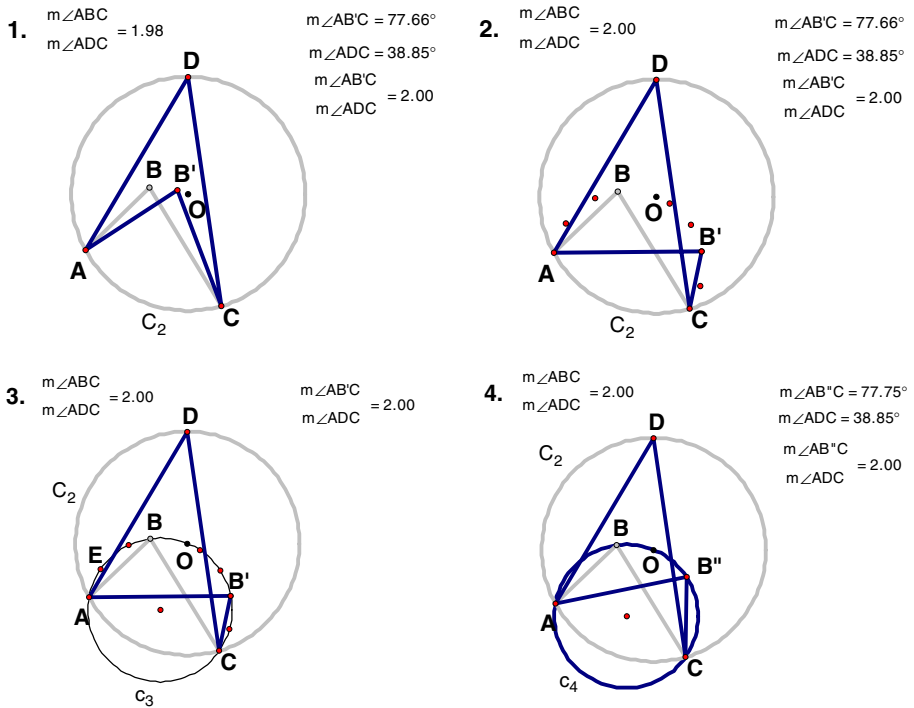 1.
m∠ABC
m∠ADC
= 1.98
m∠AB'C = 77.66°
m∠ADC = 38.85°
m∠AB'C
m∠ADC
= 2.00
D
B
B'
O
A
C
C2
2.
m∠ABC
m∠ADC
= 2.00
m∠AB'C = 77.66°
m∠ADC = 38.85°
m∠AB'C
m∠ADC
= 2.00
D
B
O
B'
A
C
C2
3.
m∠ABC
m∠ADC
= 2.00
m∠AB'C
m∠ADC
= 2.00
D
C2
B
E
O
B'
A
C
c3
4.
m∠ABC
m∠ADC
= 2.00
m∠AB"C = 77.75°
m∠ADC = 38.85°
m∠AB"C
m∠ADC
= 2.00
D
C2
B
O
B"
A
C
c4